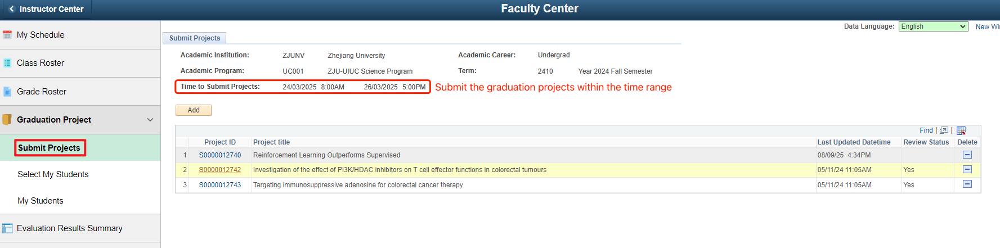 Instructor Center
Faculty Center
Data Language: English New Wi
My Schedule
Class Roster
Grade Roster
Graduation Project
Submit Projects
Select My Students
My Students
Evaluation Results Summary
Submit Projects
Academic Institution: ZJUNV Zhejiang University Academic Career: Undergrad
Academic Program: UC001 ZJU-UIUC Science Program Term: 2410 Year 2024 Fall Semester
Time to Submit Projects: 24/03/2025 8:00AM 26/03/2025 5:00PM Submit the graduation projects within the time range
Add
Find | |
Project ID Project title Last Updated Datetime Review Status Delete
1 S0000012740 Reinforcement Learning Outperforms Supervised 08/09/25 4:34PM
2 S0000012742 Investigation of the effect of PI3K/HDAC inhibitors on T cell effector functions in colorectal tumours 05/11/24 11:05AM Yes
3 S0000012743 Targeting immunosuppressive adenosine for colorectal cancer therapy 05/11/24 11:05AM Yes